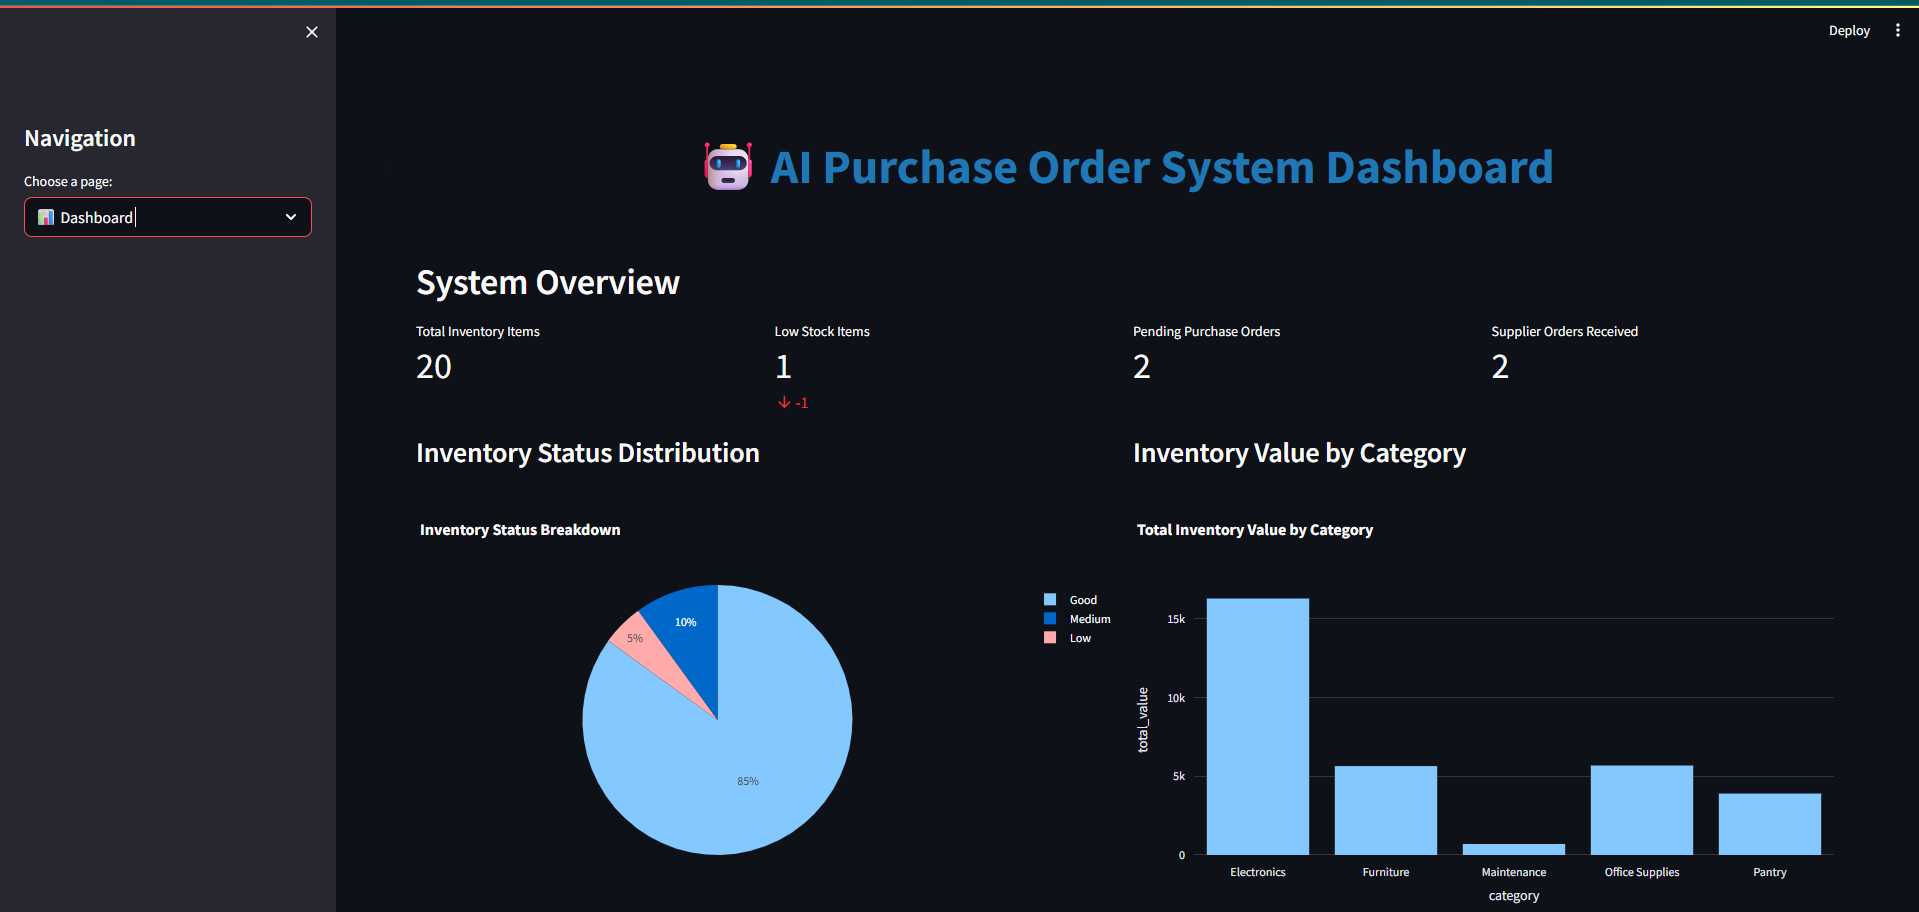 Deploy
Navigation
Choose a page:
Dashboard
AI Purchase Order System Dashboard
System Overview
Total Inventory Items
20
Low Stock Items
1
-1
Pending Purchase Orders
2
Supplier Orders Received
2
Inventory Status Distribution
Inventory Status Breakdown
10%
5%
85%
Good
Medium
Low
Inventory Value by Category
Total Inventory Value by Category
total_value
15k
10k
5k
0
Electronics
Furniture
Maintenance
Office Supplies
Pantry
category